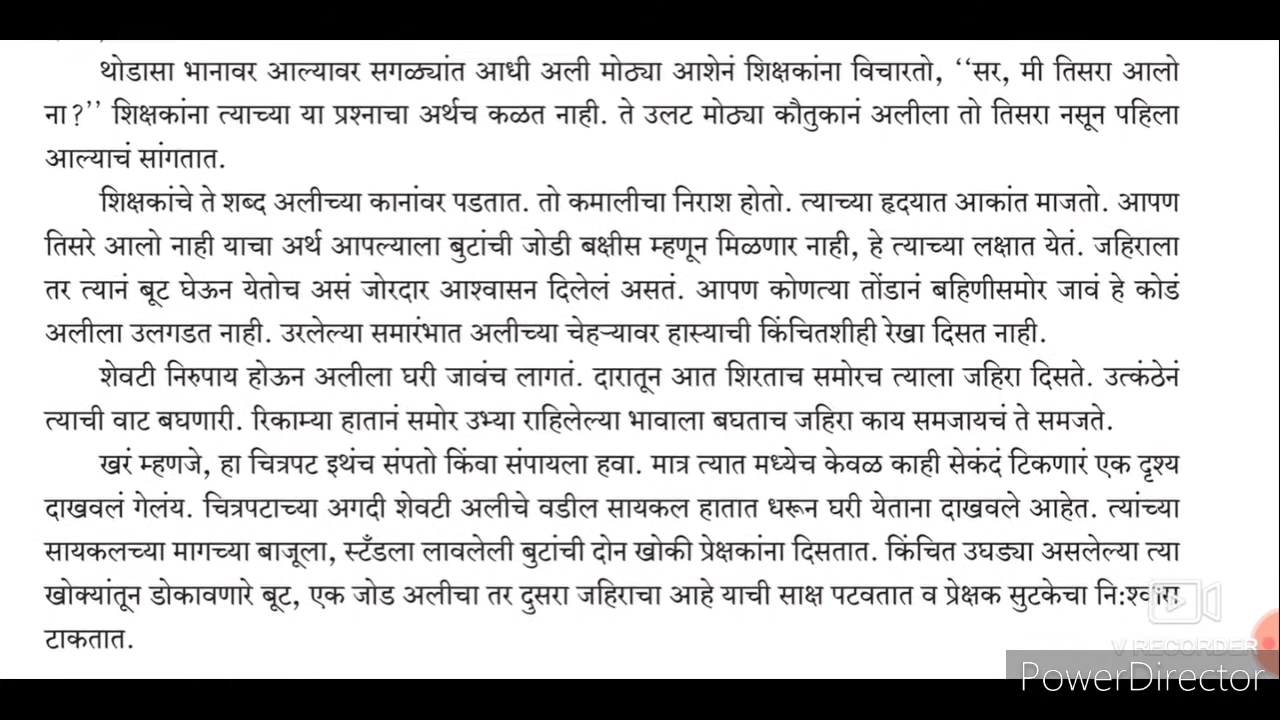 थोडासा भानावर आल्यावर सगळ्यांत आधी अली मोठ्या आशेनं शिक्षकांना विचारतो, ‘‘सर, मी तिसरा आलो
ना?’’ शिक्षकांना त्याच्या या प्रश्नाचा अर्थच कळत नाही. ते उलट मोठ्या कौतुकानं अलीला तो तिसरा नसून पहिला
आल्याचं सांगतात.
शिक्षकांचे ते शब्द अलीच्या कानांवर पडतात. तो कमालीचा निराश होतो. त्याच्या हृदयात आकांत माजतो. आपण
तिसरे आलो नाही याचा अर्थ आपल्याला बुटांची जोडी बक्षीस म्हणून मिळणार नाही, हे त्याच्या लक्षात येतं. जहिराला
तर त्यानं बूट घेऊन येतोच असं जोरदार आश्वासन दिलेलं असतं. आपण कोणत्या तोंडानं बहिणीसमोर जावं हे कोडं
अलीला उलगडत नाही. उरलेल्या समारंभात अलीच्या चेहऱ्यावर हास्याची किंचितशीही रेखा दिसत नाही.
शेवटी निरुपाय होऊन अलीला घरी जावंच लागतं. दारातून आत शिरताच समोरच त्याला जहिरा दिसते. उत्कंठेनं
त्याची वाट बघणारी. रिकाम्या हातानं समोर उभ्या राहिलेल्या भावाला बघताच जहिरा काय समजायचं ते समजते.
खरं म्हणजे, हा चित्रपट इथंच संपतो किंवा संपायला हवा. मात्र त्यात मध्येच केवळ काही सेकंदं टिकणारं एक दृश्य
दाखवलं गेलंय. चित्रपटाच्या अगदी शेवटी अलीचे वडील सायकल हातात धरून घरी येताना दाखवले आहेत. त्यांच्या
सायकलच्या मागच्या बाजूला, स्टँडला लावलेली बुटांची दोन खोकी प्रेक्षकांना दिसतात. किंचित उघड्या असलेल्या त्या
खोक्यांतून डोकावणारे बूट, एक जोड अलीचा तर दुसरा जहिराचा आहे याची साक्ष पटवतात व प्रेक्षक सुटकेचा नि:श्वास
टाकतात.
V RECORDER
PowerDirector